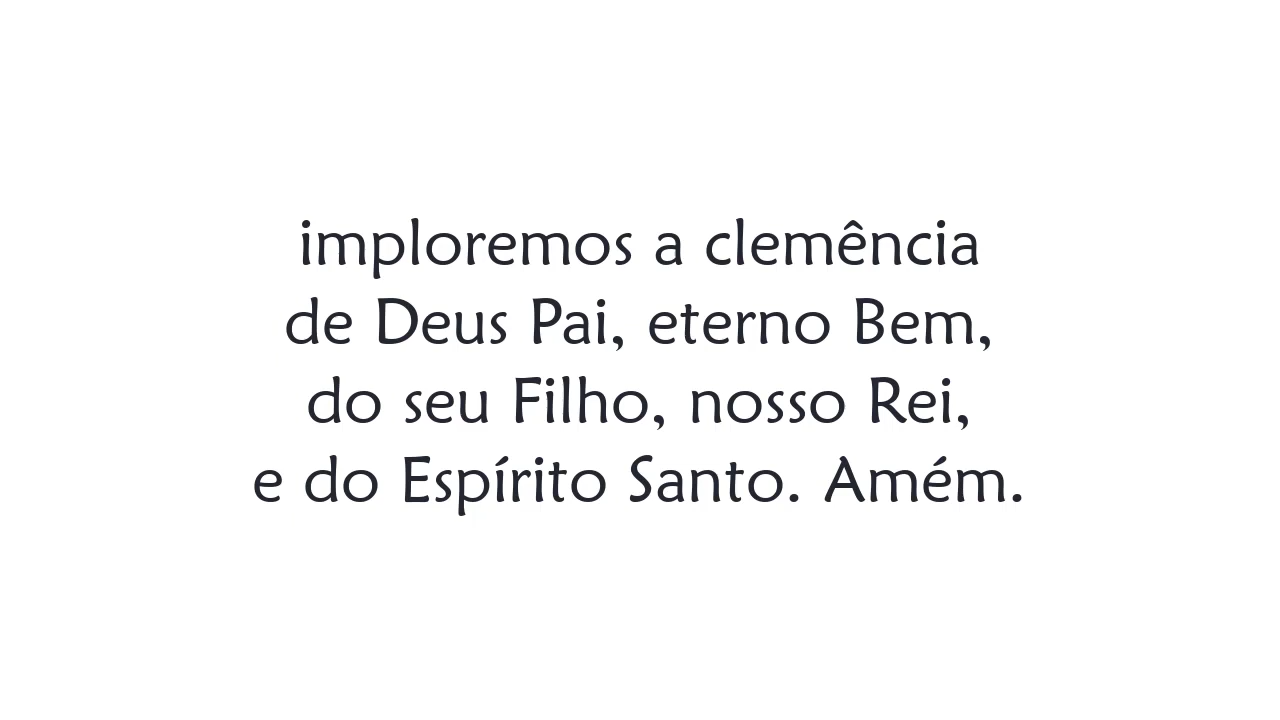 imploremos a clemência
de Deus Pai, eterno Bem,
do seu Filho, nosso Rei,
e do Espírito Santo. Amém.